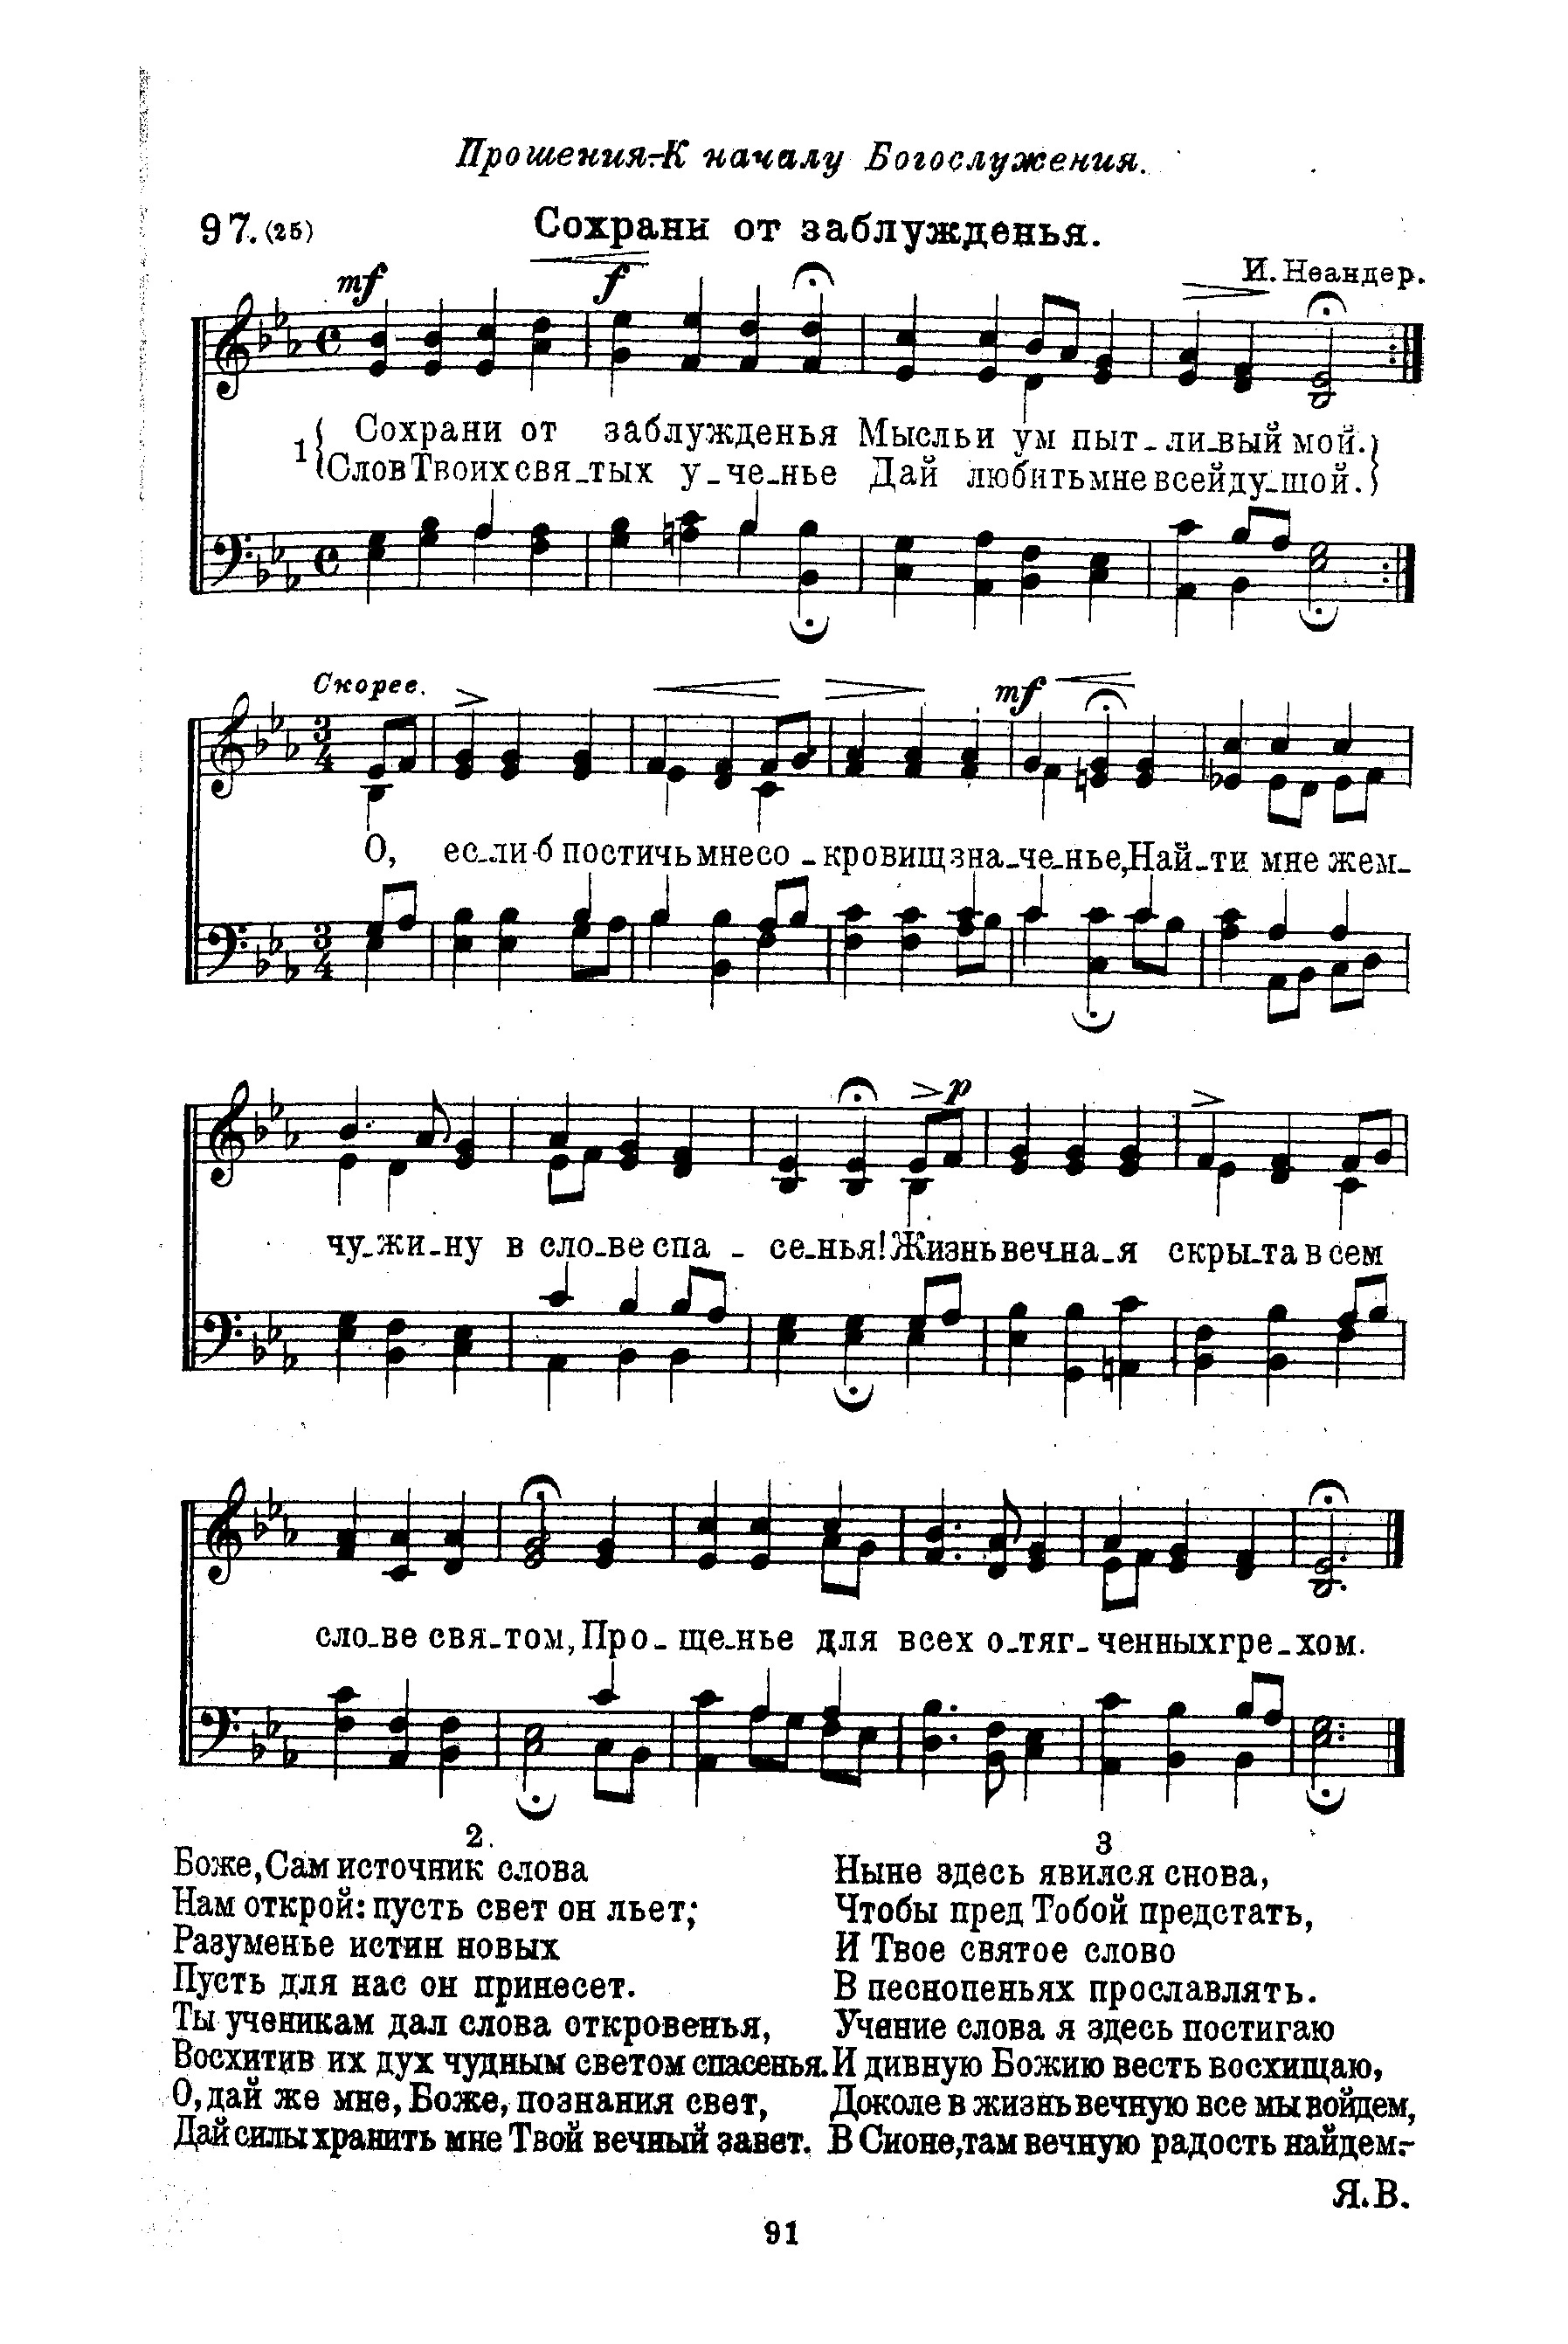 Прошения.-К началу Богослужения.
97. (25)
Сохрани от заблужденья.
И. Неандер.
mf f
1 Сохрани от заблужденья Мысль и ум пыт-ли-вый мой.
Слов Твоих свя-тых у-че-нье Дай любить мне всей ду-шой.
Скорее.
mf
О, ес-ли-б постичь мне со-кровищ зна-че-нье, Най-ти мне жем-
p
чу-жи-ну в сло-ве спа-се-нья! Жизнь веч-на-я скры-та в сем
сло-ве свя-том, Про-ще-нье для всех о-тяг-ченных гре-хом.
2.
Боже, Сам источник слова
Нам открой: пусть свет он льет;
Разуменье истин новых
Пусть для нас он принесет.
Ты ученикам дал слова откровенья,
Восхитив их дух чудным светом спасенья.
О, дай же мне, Боже, познания свет,
Дай силы хранить мне Твой вечный завет.
3
Ныне здесь явился снова,
Чтобы пред Тобой предстать,
И Твое святое слово
В песнопеньях прославлять.
Учение слова я здесь постигаю
И дивную Божию весть восхищаю,
Доколе в жизнь вечную все мы войдем,
В Сионе, там вечную радость найдем.-
Я. В.
91